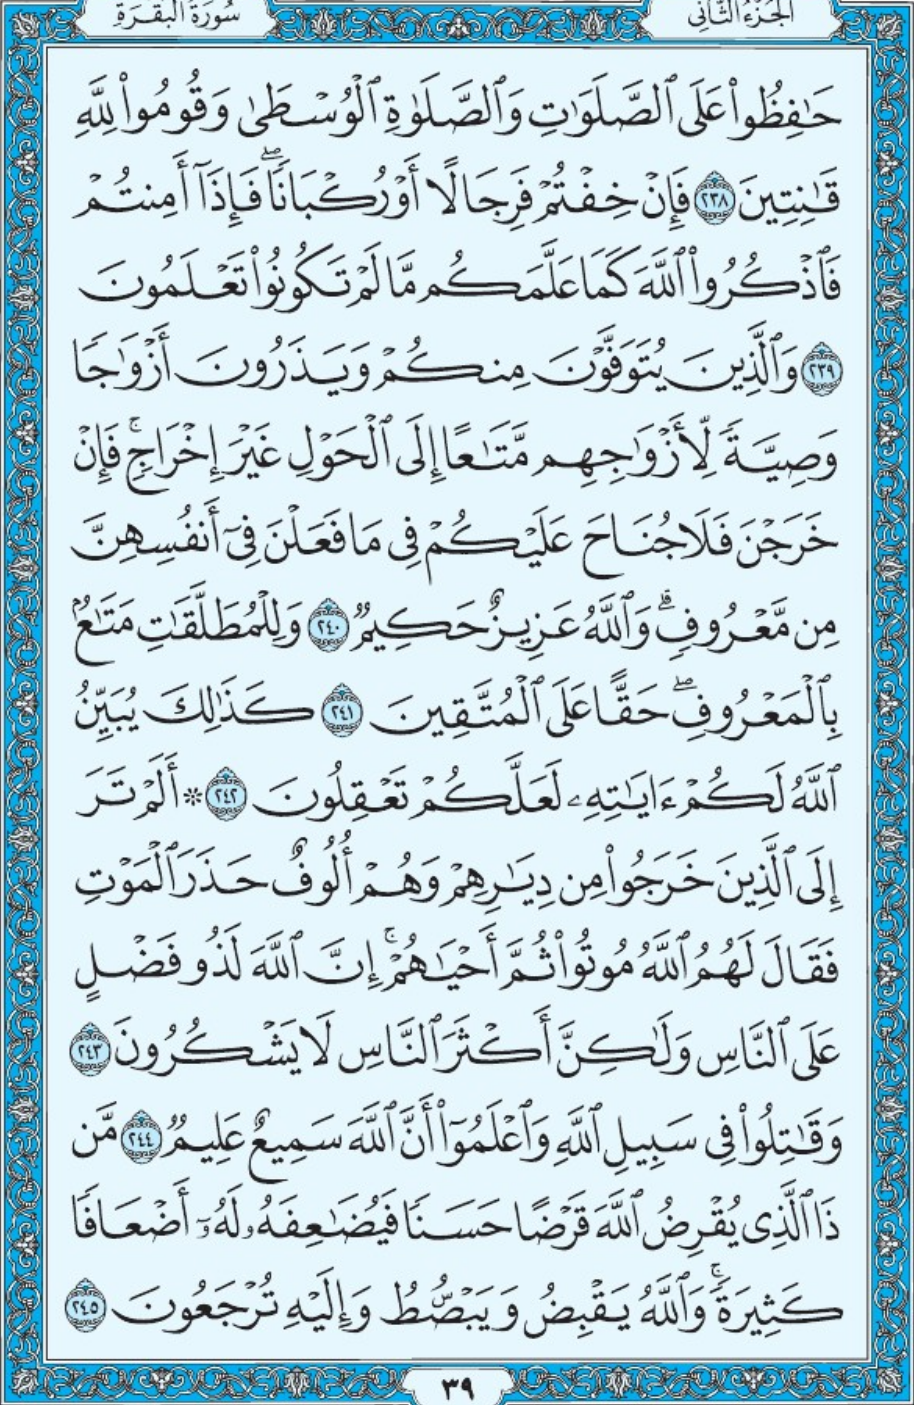 الجُزْءُ الثَّانِي
سُورَةُ الْبَقَرَةِ
حَٰفِظُوا۟ عَلَى ٱلصَّلَوَٰتِ وَٱلصَّلَوٰةِ ٱلْوُسْطَىٰ وَقُومُوا۟ لِلَّهِ
قَٰنِتِينَ ٢٣٨ فَإِنْ خِفْتُمْ فَرِجَالًا أَوْ رُكْبَانًاۖ فَإِذَآ أَمِنتُمْ
فَٱذْكُرُوا۟ ٱللَّهَ كَمَا عَلَّمَكُم مَّا لَمْ تَكُونُوا۟ تَعْلَمُونَ
٢٣٩ وَٱلَّذِينَ يُتَوَفَّوْنَ مِنكُمْ وَيَذَرُونَ أَزْوَٰجًا
وَصِيَّةً لِّأَزْوَٰجِهِم مَّتَٰعًا إِلَى ٱلْحَوْلِ غَيْرَ إِخْرَاجٍۚ فَإِنْ
خَرَجْنَ فَلَا جُنَاحَ عَلَيْكُمْ فِى مَا فَعَلْنَ فِىٓ أَنفُسِهِنَّ
مِن مَّعْرُوفٍۗ وَٱللَّهُ عَزِيزٌ حَكِيمٌ ٢٤٠ وَلِلْمُطَلَّقَٰتِ مَتَٰعٌۢ
بِٱلْمَعْرُوفِۖ حَقًّا عَلَى ٱلْمُتَّقِينَ ٢٤١ كَذَٰلِكَ يُبَيِّنُ
ٱللَّهُ لَكُمْ ءَايَٰتِهِۦ لَعَلَّكُمْ تَعْقِلُونَ ٢٤٢ * أَلَمْ تَرَ
إِلَى ٱلَّذِينَ خَرَجُوا۟ مِن دِيَٰرِهِمْ وَهُمْ أُلُوفٌ حَذَرَ ٱلْمَوْتِ
فَقَالَ لَهُمُ ٱللَّهُ مُوتُوا۟ ثُمَّ أَحْيَٰهُمْۚ إِنَّ ٱللَّهَ لَذُو فَضْلٍ
عَلَى ٱلنَّاسِ وَلَٰكِنَّ أَكْثَرَ ٱلنَّاسِ لَا يَشْكُرُونَ ٢٤٣
وَقَٰتِلُوا۟ فِى سَبِيلِ ٱللَّهِ وَٱعْلَمُوٓا۟ أَنَّ ٱللَّهَ سَمِيعٌ عَلِيمٌ ٢٤٤ مَّن
ذَا ٱلَّذِى يُقْرِضُ ٱللَّهَ قَرْضًا حَسَنًا فَيُضَٰعِفَهُۥ لَهُۥٓ أَضْعَافًا
كَثِيرَةًۚ وَٱللَّهُ يَقْبِضُ وَيَبْصُۜطُ وَإِلَيْهِ تُرْجَعُونَ ٢٤٥
٣٩